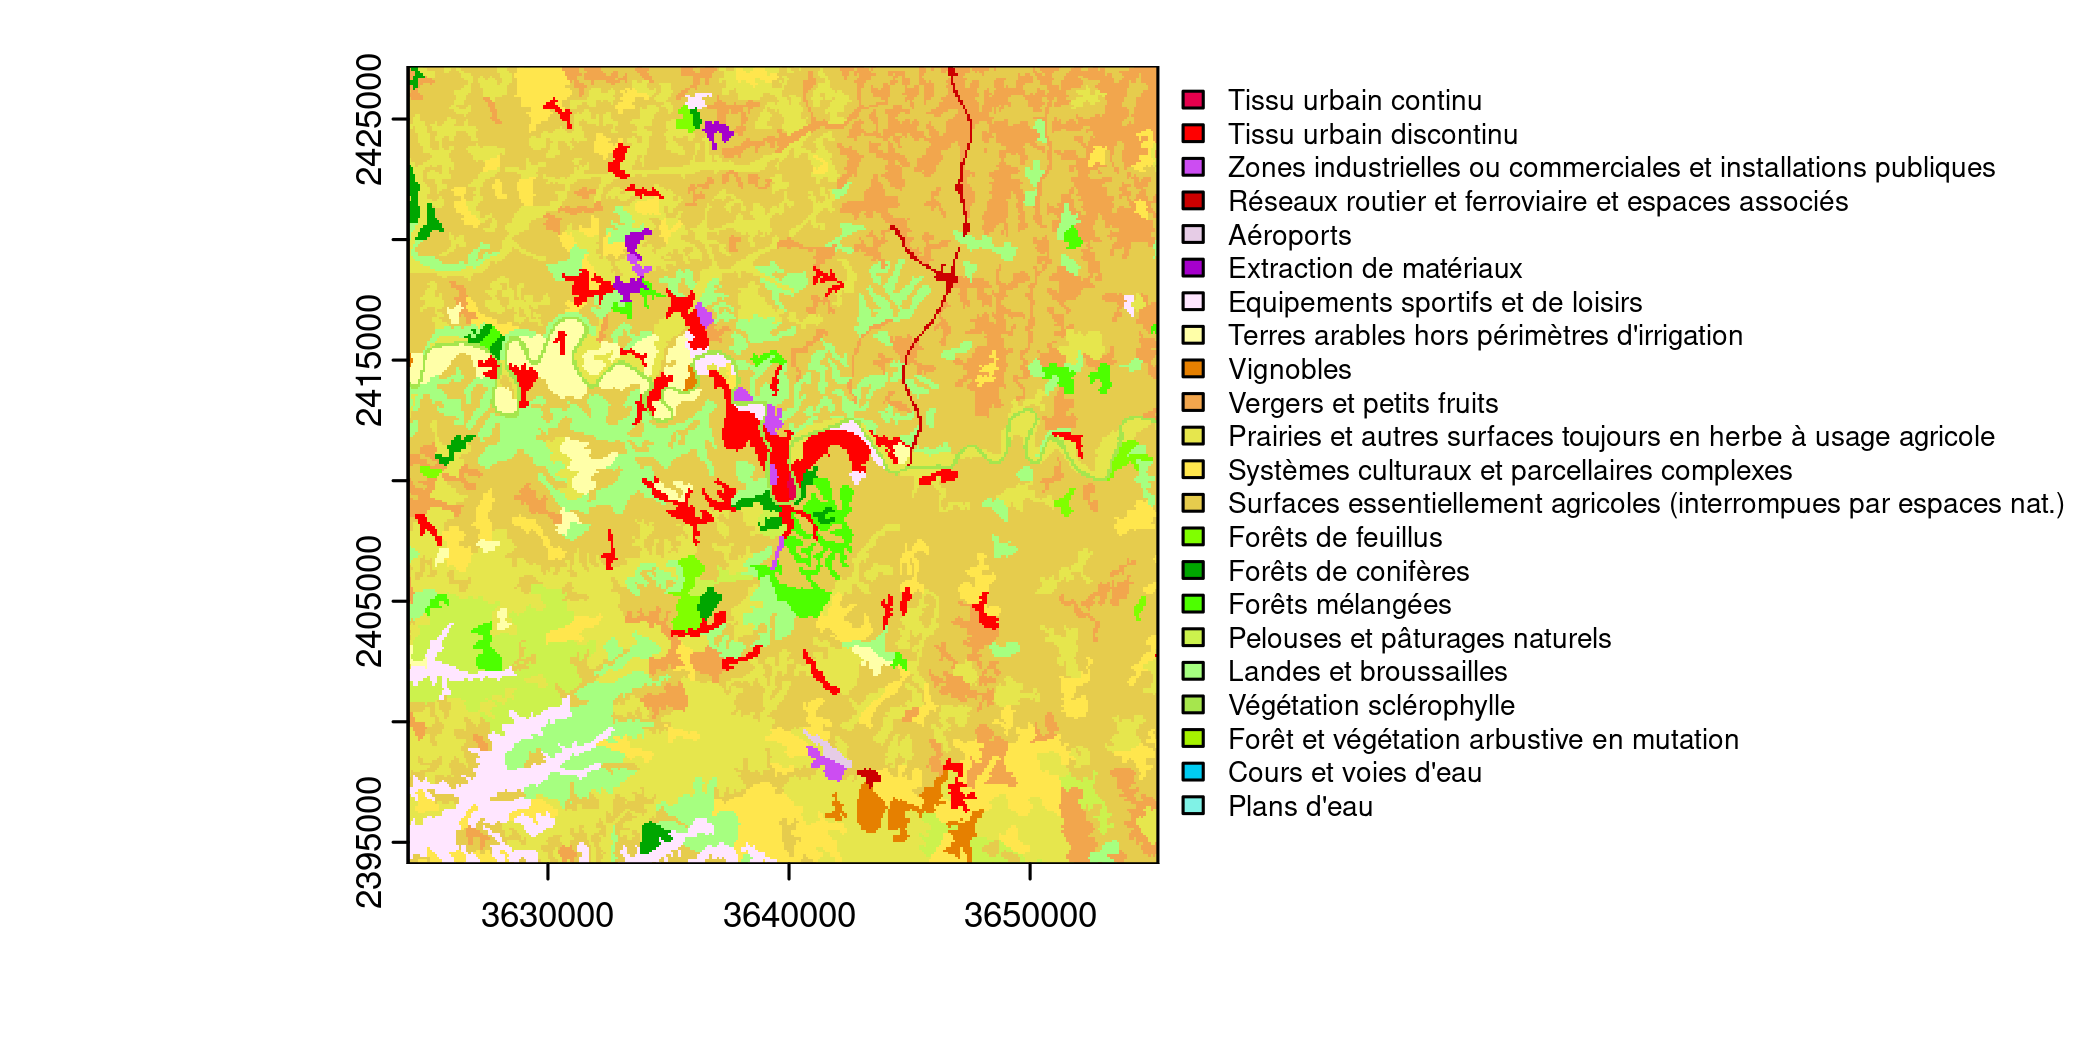 2425000
2415000
2405000
2395000
3630000
3640000
3650000
Tissu urbain continu
Tissu urbain discontinu
Zones industrielles ou commerciales et installations publiques
Réseaux routier et ferroviaire et espaces associés
Aéroports
Extraction de matériaux
Equipements sportifs et de loisirs
Terres arables hors périmètres d'irrigation
Vignobles
Vergers et petits fruits
Prairies et autres surfaces toujours en herbe à usage agricole
Systèmes culturaux et parcellaires complexes
Surfaces essentiellement agricoles (interrompues par espaces nat.)
Forêts de feuillus
Forêts de conifères
Forêts mélangées
Pelouses et pâturages naturels
Landes et broussailles
Végétation sclérophylle
Forêt et végétation arbustive en mutation
Cours et voies d'eau
Plans d'eau